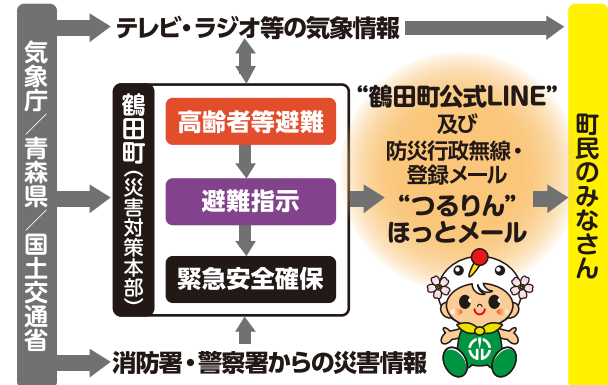 気象庁／青森県／国土交通省
テレビ・ラジオ等の気象情報
鶴田町（災害対策本部）
高齢者等避難
避難指示
緊急安全確保
消防署・警察署からの災害情報
“鶴田町公式LINE”
及び
防災行政無線・
登録メール
“つるりん”
ほっとメール
町民のみなさん